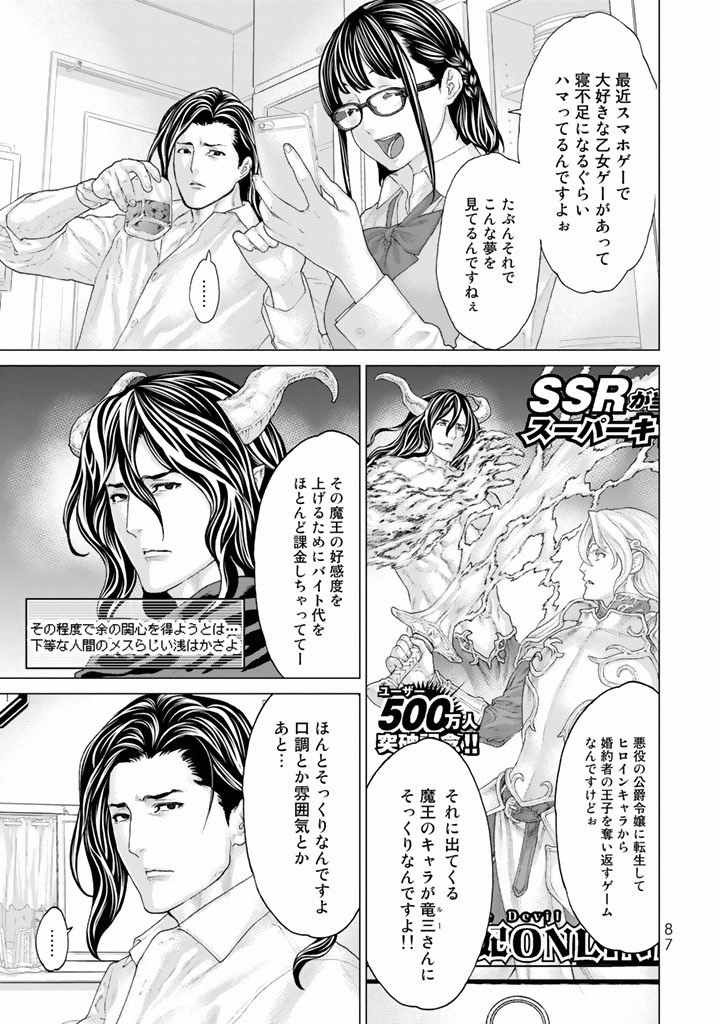 最近スマホゲーで
大好きな乙女ゲーがあって
寝不足になるぐらい
ハマってるんですよぉ
たぶんそれで
こんな夢を
見てるんですねぇ
……
SSRが
スーパーキ
悪役の公爵令嬢に転生して
ヒロインキャラから
婚約者の王子を奪い返すゲーム
なんですけどぉ
ユーザー
500万人
突破記念!!
それに出てくる
魔王のキャラが竜三さんに
ルー
そっくりなんですよ!!
Devil
ONLIN
その魔王の好感度を
上げるためにバイト代を
ほとんど課金しちゃっててー
その程度で余の関心を得ようとは…
下等な人間のメスらしい浅はかさよ
ほんとそっくりなんですよ
口調とか雰囲気とか
あと…
…
87